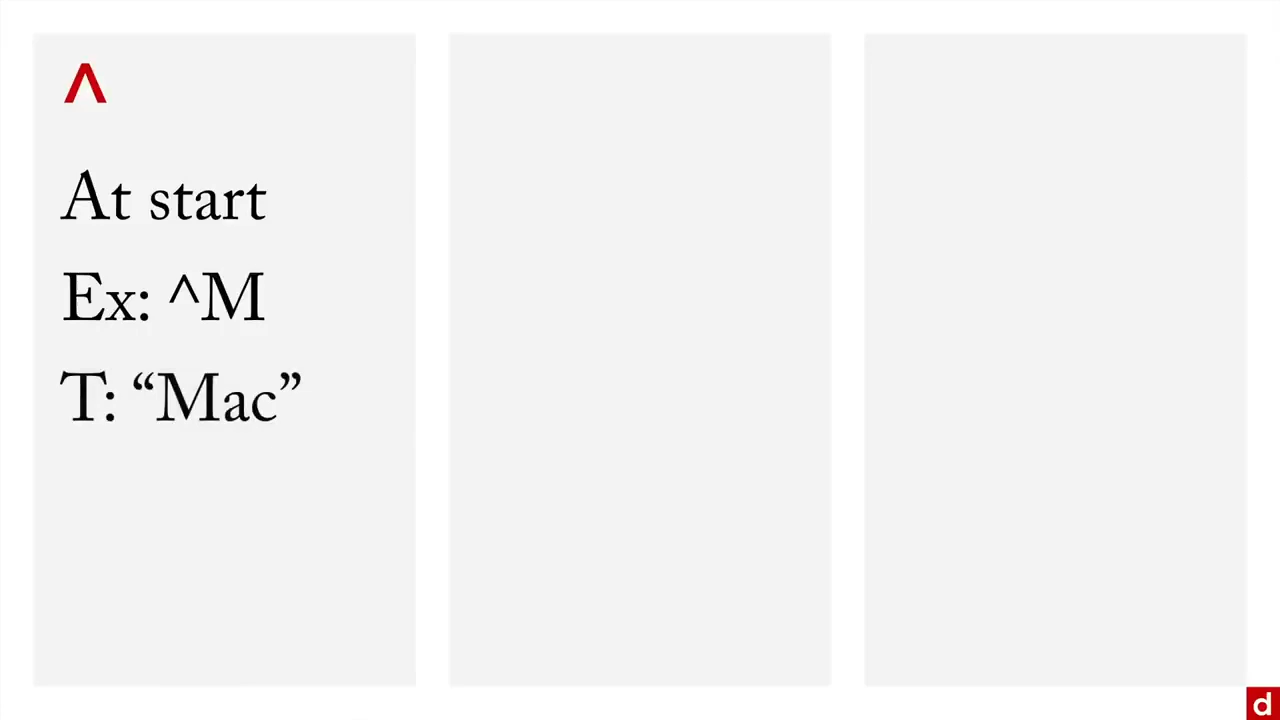 ^
At start
Ex: ^M
T: “Mac”
d